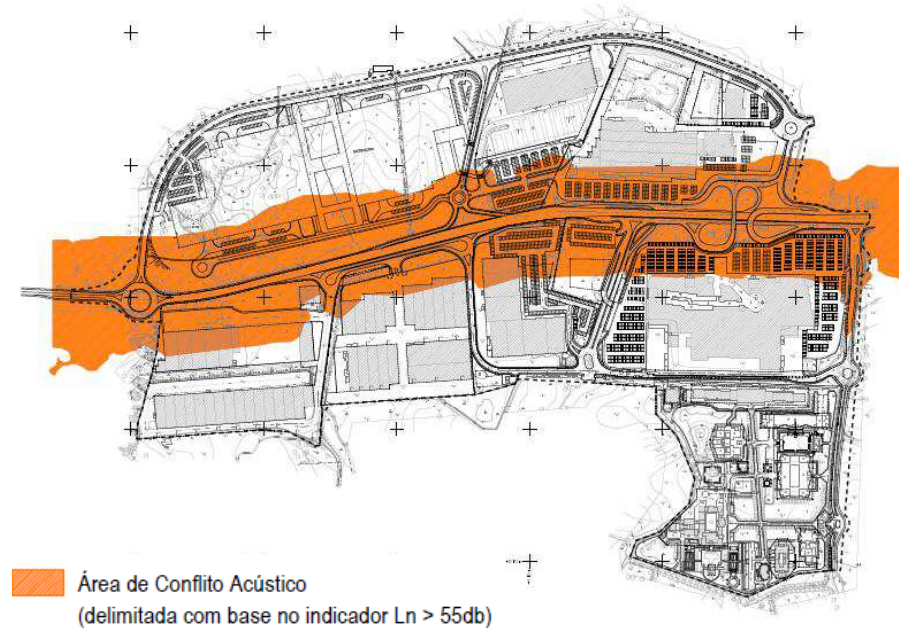 Área de Conflito Acústico
(delimitada com base no indicador Ln > 55db)